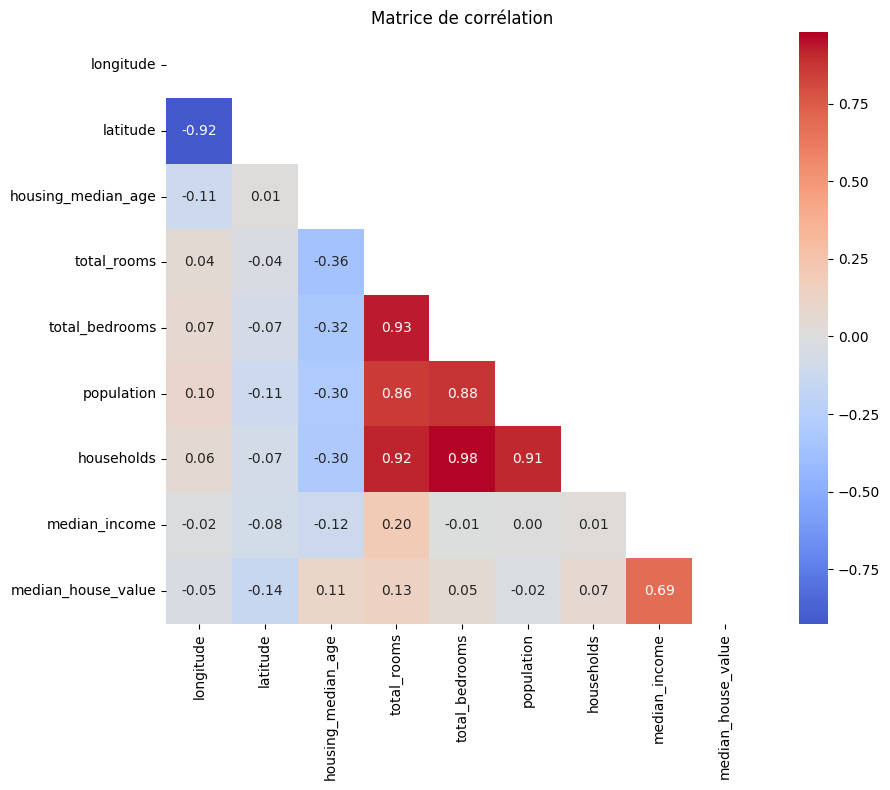 Matrice de corrélation
longitude
latitude -0.92
housing_median_age -0.11 0.01
total_rooms 0.04 -0.04 -0.36
total_bedrooms 0.07 -0.07 -0.32 0.93
population 0.10 -0.11 -0.30 0.86 0.88
households 0.06 -0.07 -0.30 0.92 0.98 0.91
median_income -0.02 -0.08 -0.12 0.20 -0.01 0.00 0.01
median_house_value -0.05 -0.14 0.11 0.13 0.05 -0.02 0.07 0.69
longitude
latitude
housing_median_age
total_rooms
total_bedrooms
population
households
median_income
median_house_value
0.75
0.50
0.25
0.00
−0.25
−0.50
−0.75